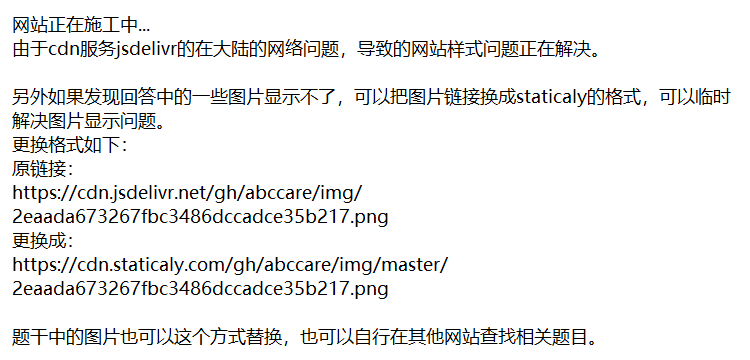 网站正在施工中...
由于cdn服务jsdelivr的在大陆的网络问题，导致的网站样式问题正在解决。
另外如果发现回答中的一些图片显示不了，可以把图片链接换成staticaly的格式，可以临时
解决图片显示问题。
更换格式如下：
原链接：
https://cdn.jsdelivr.net/gh/abccare/img/
2eaada673267fbc3486dccadce35b217.png
更换成：
https://cdn.staticaly.com/gh/abccare/img/master/
2eaada673267fbc3486dccadce35b217.png
题干中的图片也可以这个方式替换，也可以自行在其他网站查找相关题目。